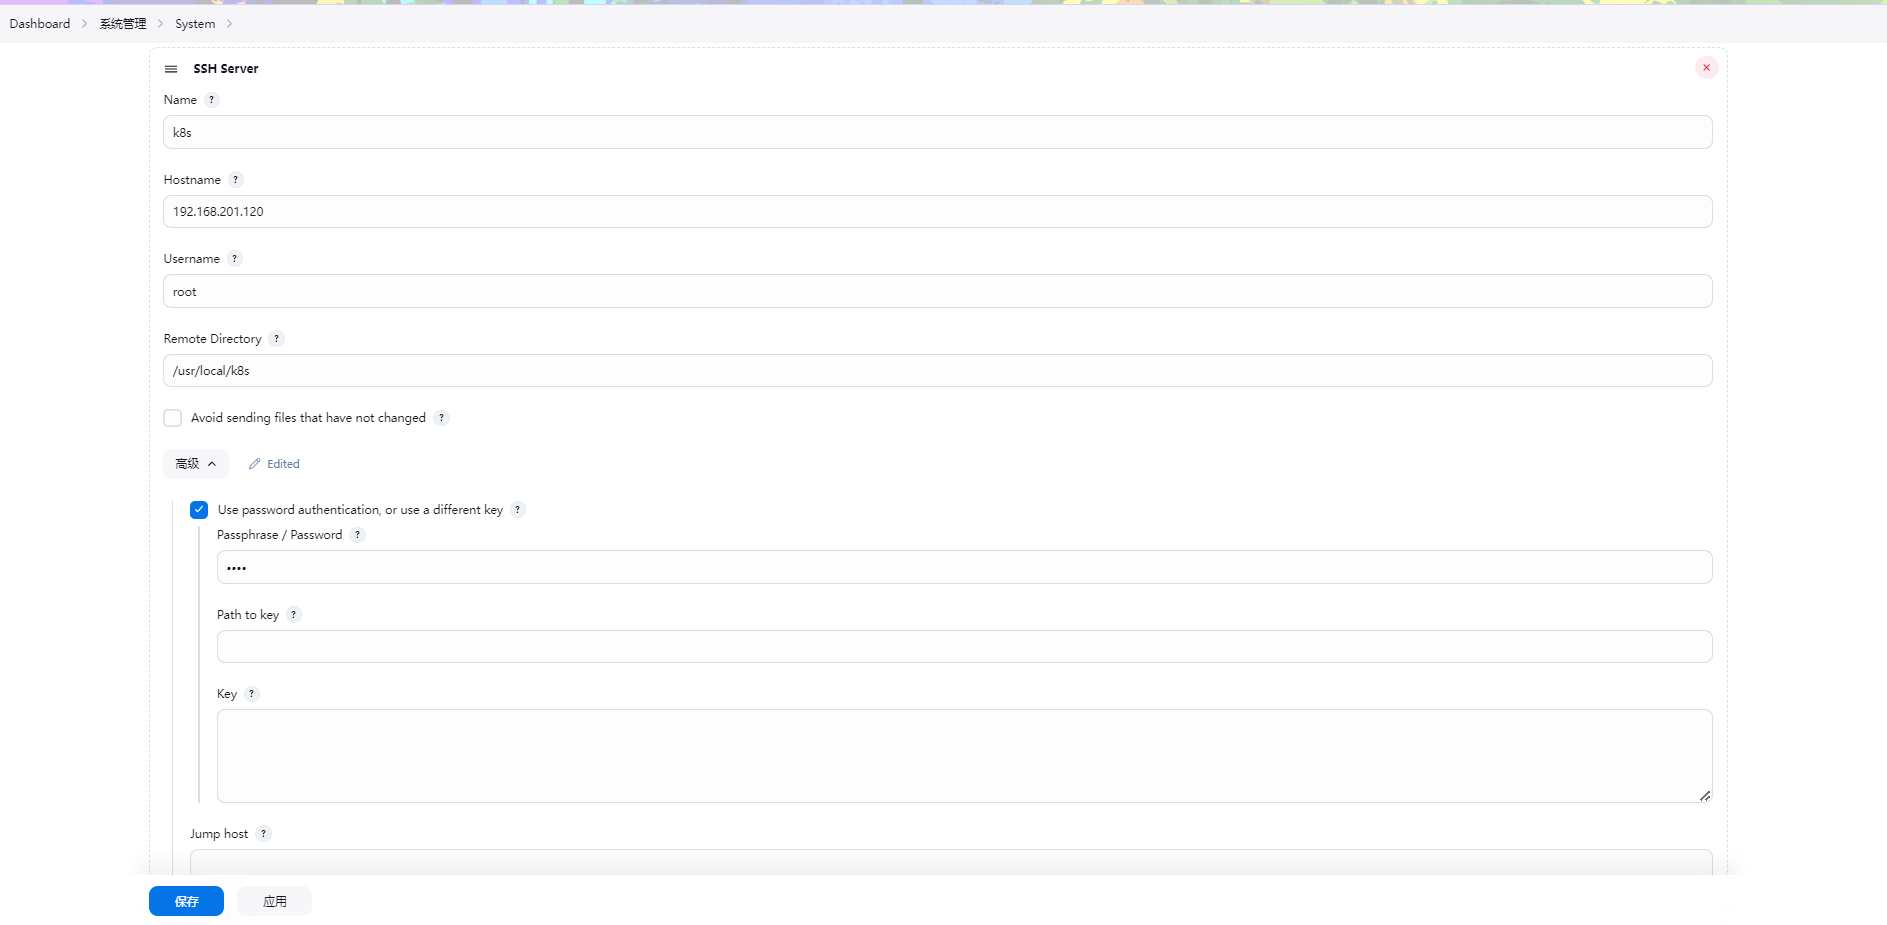 Dashboard > 系统管理 > System >
SSH Server
Name ?
k8s
Hostname ?
192.168.201.120
Username ?
root
Remote Directory ?
/usr/local/k8s
Avoid sending files that have not changed ?
高级 Edited
Use password authentication, or use a different key ?
Passphrase / Password ?
••••
Path to key ?
Key ?
Jump host ?
保存 应用